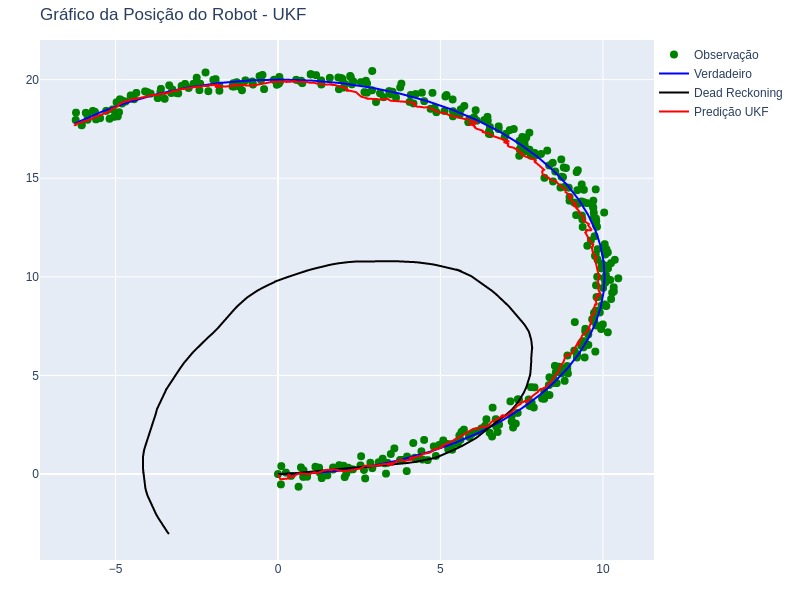 Gráfico da Posição do Robot - UKF
Observação
Verdadeiro
Dead Reckoning
Predição UKF
20
15
10
5
0
−5
0
5
10